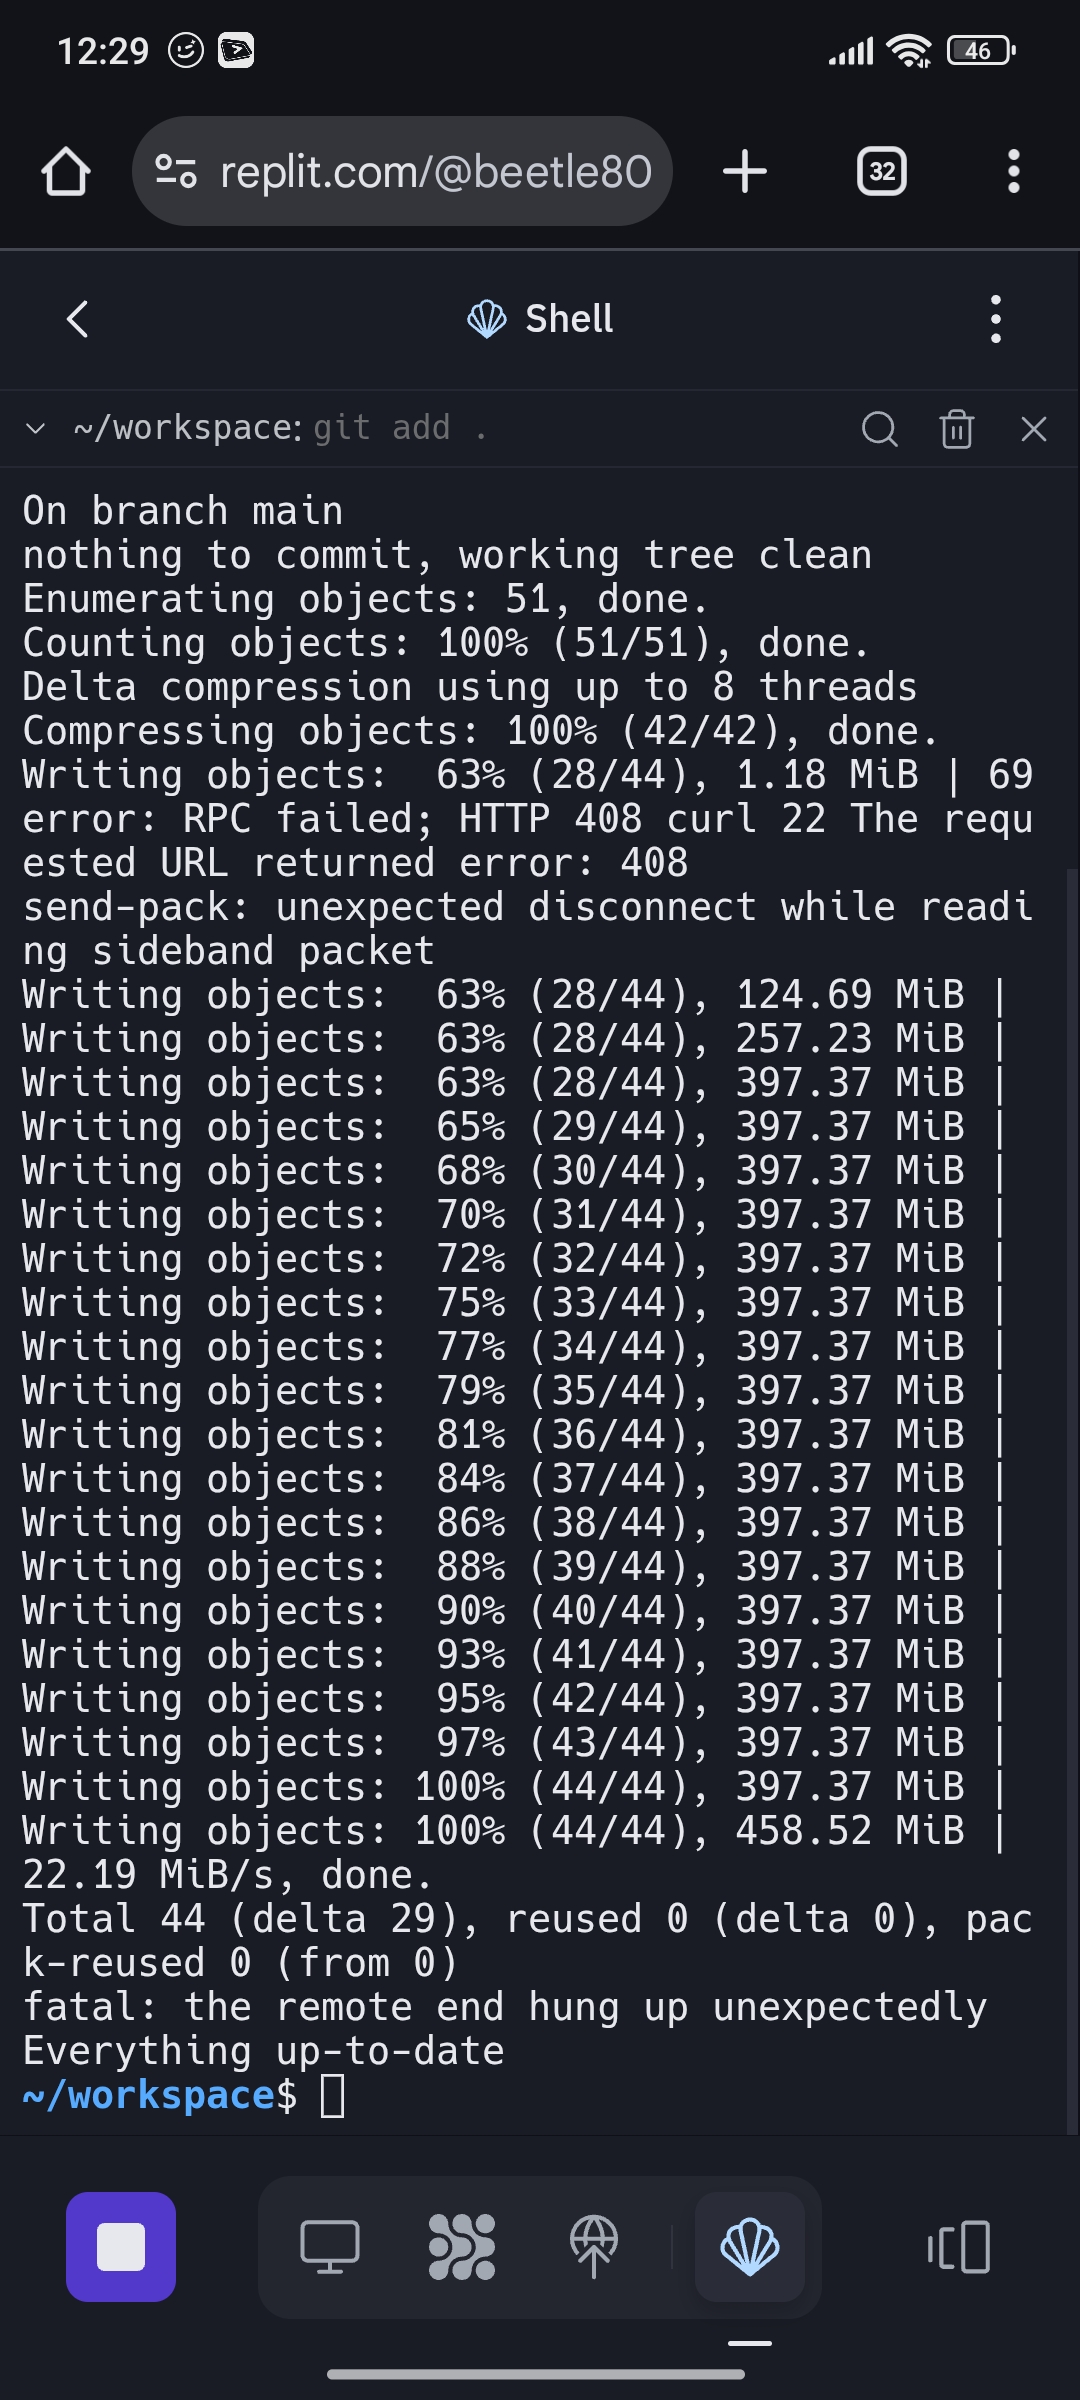 12:29
46
replit.com/@beetle80
32
Shell
~/workspace: git add .
On branch main
nothing to commit, working tree clean
Enumerating objects: 51, done.
Counting objects: 100% (51/51), done.
Delta compression using up to 8 threads
Compressing objects: 100% (42/42), done.
Writing objects:  63% (28/44), 1.18 MiB | 69
error: RPC failed; HTTP 408 curl 22 The requ
ested URL returned error: 408
send-pack: unexpected disconnect while readi
ng sideband packet
Writing objects:  63% (28/44), 124.69 MiB |
Writing objects:  63% (28/44), 257.23 MiB |
Writing objects:  63% (28/44), 397.37 MiB |
Writing objects:  65% (29/44), 397.37 MiB |
Writing objects:  68% (30/44), 397.37 MiB |
Writing objects:  70% (31/44), 397.37 MiB |
Writing objects:  72% (32/44), 397.37 MiB |
Writing objects:  75% (33/44), 397.37 MiB |
Writing objects:  77% (34/44), 397.37 MiB |
Writing objects:  79% (35/44), 397.37 MiB |
Writing objects:  81% (36/44), 397.37 MiB |
Writing objects:  84% (37/44), 397.37 MiB |
Writing objects:  86% (38/44), 397.37 MiB |
Writing objects:  88% (39/44), 397.37 MiB |
Writing objects:  90% (40/44), 397.37 MiB |
Writing objects:  93% (41/44), 397.37 MiB |
Writing objects:  95% (42/44), 397.37 MiB |
Writing objects:  97% (43/44), 397.37 MiB |
Writing objects: 100% (44/44), 397.37 MiB |
Writing objects: 100% (44/44), 458.52 MiB |
22.19 MiB/s, done.
Total 44 (delta 29), reused 0 (delta 0), pac
k-reused 0 (from 0)
fatal: the remote end hung up unexpectedly
Everything up-to-date
~/workspace$